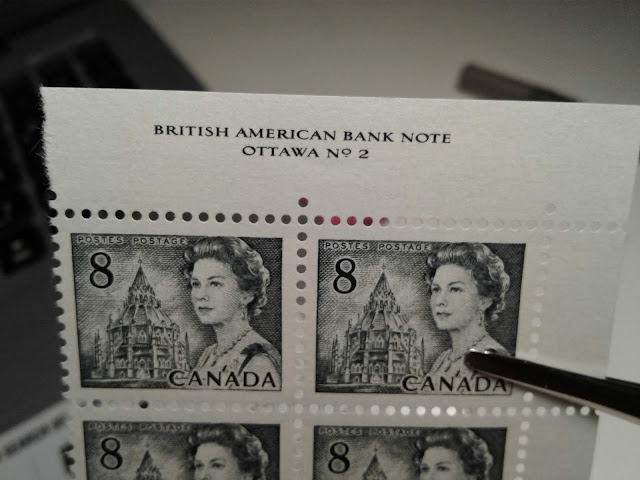 BRITISH AMERICAN BANK NOTE
OTTAWA Nº 2
POSTES POSTAGE
8
CANADA
POSTES POSTAGE
8
CANADA
POSTES POSTAGE
8
POSTES POSTAGE
8